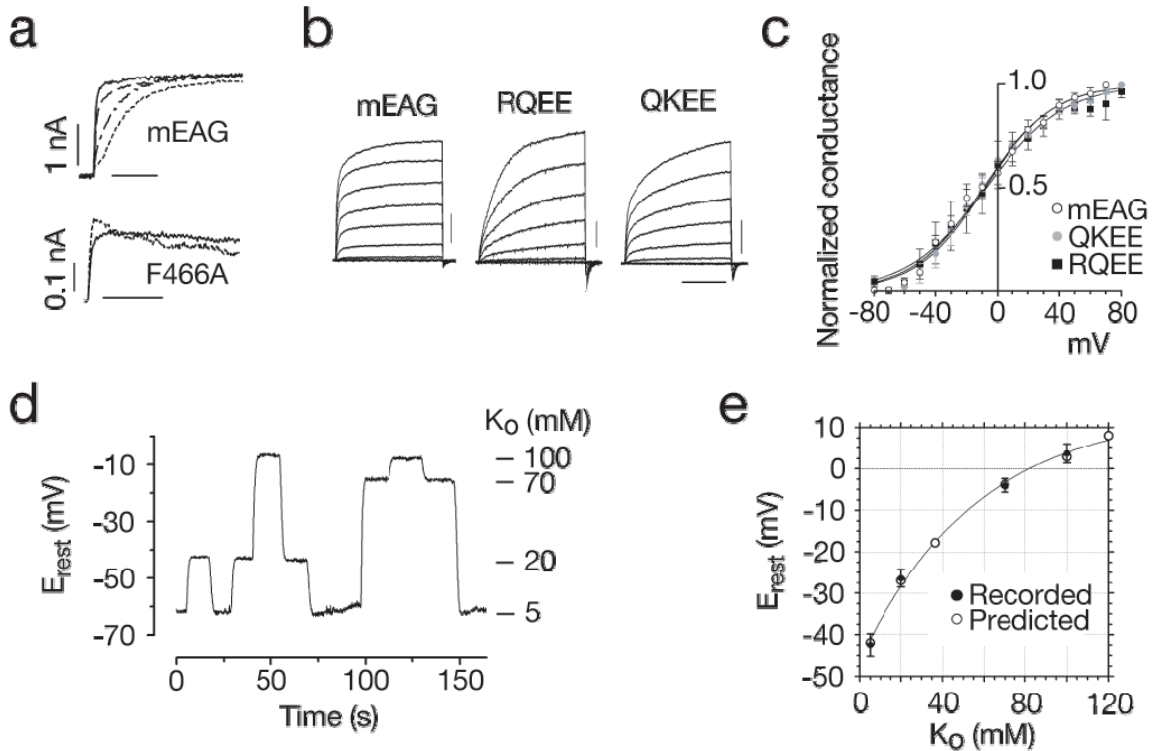 a
1 nA
mEAG
0.1 nA
F466A
b
mEAG RQEE QKEE
c
Normalized conductance
1.0
0.5
mEAG
QKEE
RQEE
-80 -40 0 40 80
mV
d
Erest (mV)
-10
-30
-50
-70
Ko (mM)
– 100
– 70
– 20
– 5
0 50 100 150
Time (s)
e
Erest (mV)
10
0
-10
-20
-30
-40
-50
Recorded
Predicted
0 40 80 120
Ko (mM)